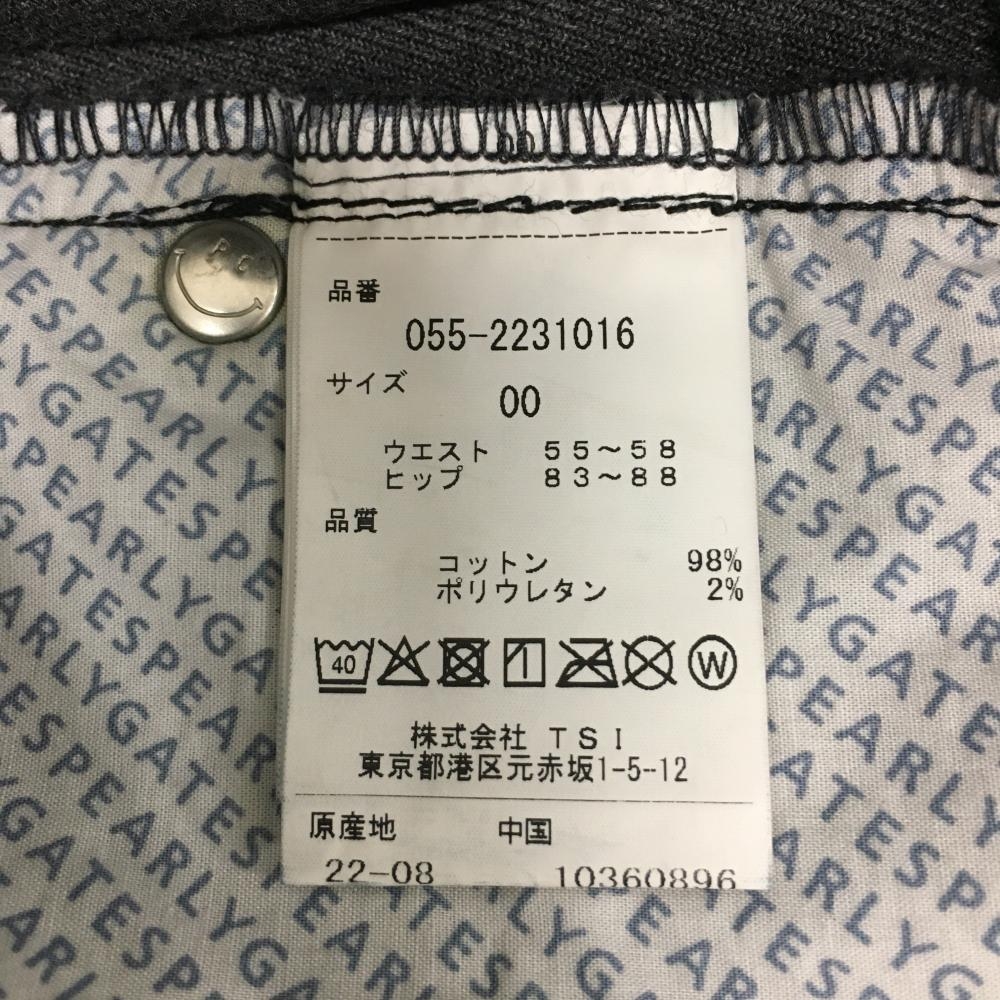 品番
055-2231016
サイズ
00
ウエスト 55～58
ヒップ 83～88
品質
コットン 98%
ポリウレタン 2%
40 W
株式会社 TSI
東京都港区元赤坂1-5-12
原産地 中国
22-08 10360896
PEARLYGATES